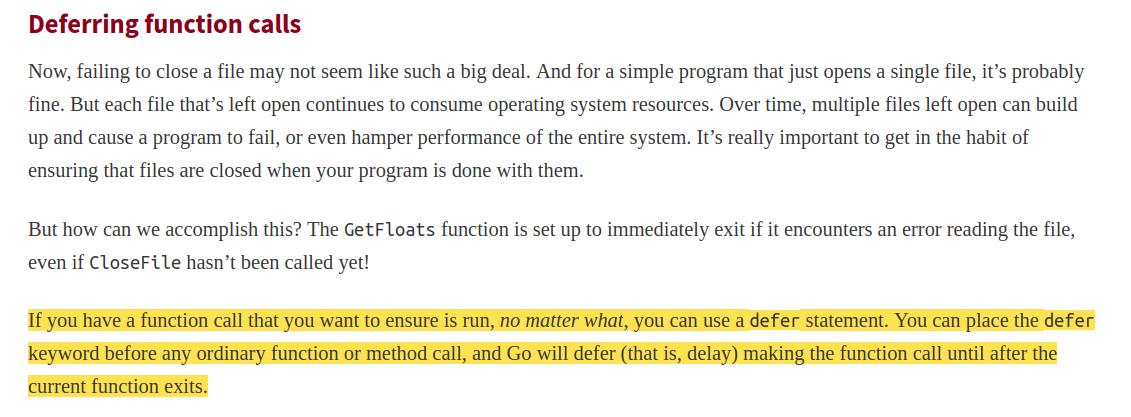 Deferring function calls
Now, failing to close a file may not seem like such a big deal. And for a simple program that just opens a single file, it’s probably
fine. But each file that’s left open continues to consume operating system resources. Over time, multiple files left open can build
up and cause a program to fail, or even hamper performance of the entire system. It’s really important to get in the habit of
ensuring that files are closed when your program is done with them.
But how can we accomplish this? The GetFloats function is set up to immediately exit if it encounters an error reading the file,
even if CloseFile hasn’t been called yet!
If you have a function call that you want to ensure is run, no matter what, you can use a defer statement. You can place the defer
keyword before any ordinary function or method call, and Go will defer (that is, delay) making the function call until after the
current function exits.